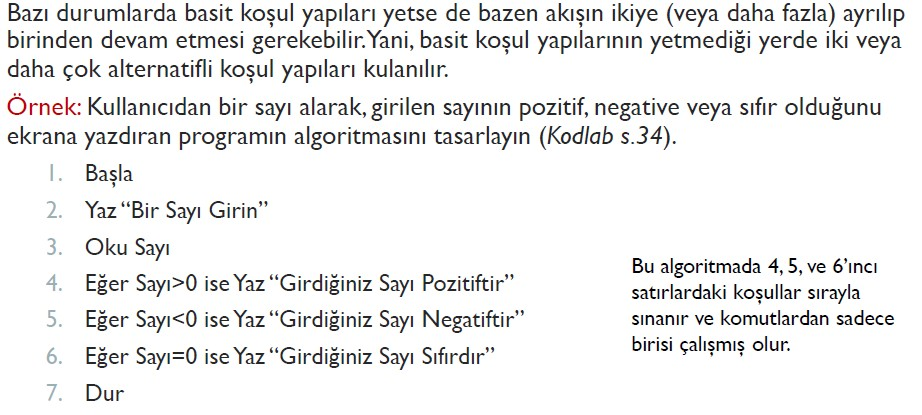 Bazı durumlarda basit koşul yapıları yetse de bazen akışın ikiye (veya daha fazla) ayrılıp
birinden devam etmesi gerekebilir.Yani, basit koşul yapılarının yetmediği yerde iki veya
daha çok alternatifli koşul yapıları kulanılır.
Örnek: Kullanıcıdan bir sayı alarak, girilen sayının pozitif, negative veya sıfır olduğunu
ekrana yazdıran programın algoritmasını tasarlayın (Kodlab s.34).
1. Başla
2. Yaz “Bir Sayı Girin”
3. Oku Sayı
4. Eğer Sayı>0 ise Yaz “Girdiğiniz Sayı Pozitiftir”
5. Eğer Sayı<0 ise Yaz “Girdiğiniz Sayı Negatiftir”
6. Eğer Sayı=0 ise Yaz “Girdiğiniz Sayı Sıfırdır”
7. Dur
Bu algoritmada 4, 5, ve 6’ıncı
satırlardaki koşullar sırayla
sınanır ve komutlardan sadece
birisi çalışmış olur.